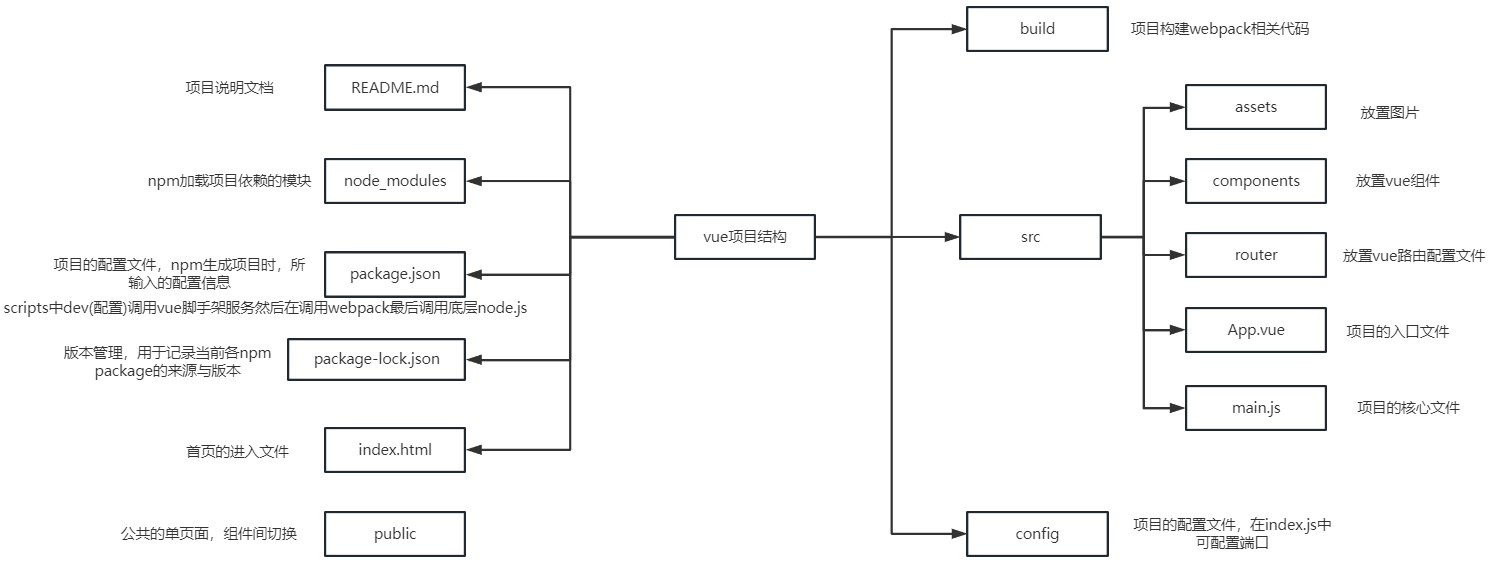 vue项目结构
README.md
项目说明文档
node_modules
npm加载项目依赖的模块
package.json
项目的配置文件，npm生成项目时，所
输入的配置信息
scripts中dev(配置)调用vue脚手架服务然后在调用webpack最后调用底层node.js
package-lock.json
版本管理，用于记录当前各npm
package的来源与版本
index.html
首页的进入文件
public
公共的单页面，组件间切换
build
项目构建webpack相关代码
src
assets
放置图片
components
放置vue组件
router
放置vue路由配置文件
App.vue
项目的入口文件
main.js
项目的核心文件
config
项目的配置文件，在index.js中
可配置端口